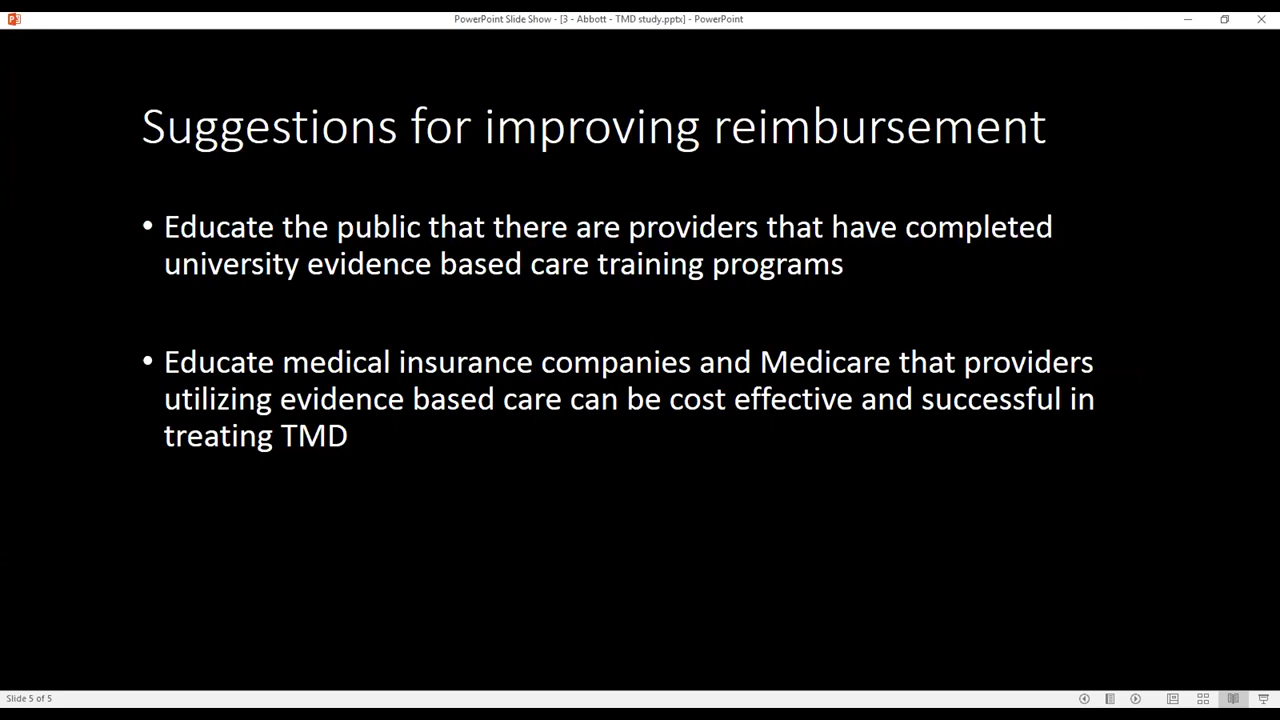 PowerPoint Slide Show - [3 - Abbott - TMD study.pptx] - PowerPoint
Suggestions for improving reimbursement
• Educate the public that there are providers that have completed
university evidence based care training programs
• Educate medical insurance companies and Medicare that providers
utilizing evidence based care can be cost effective and successful in
treating TMD
Slide 5 of 5